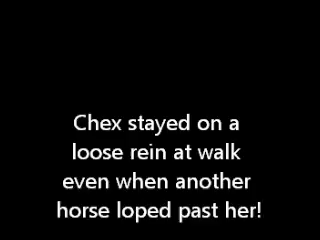 Chex stayed on a
loose rein at walk
even when another
horse loped past her!